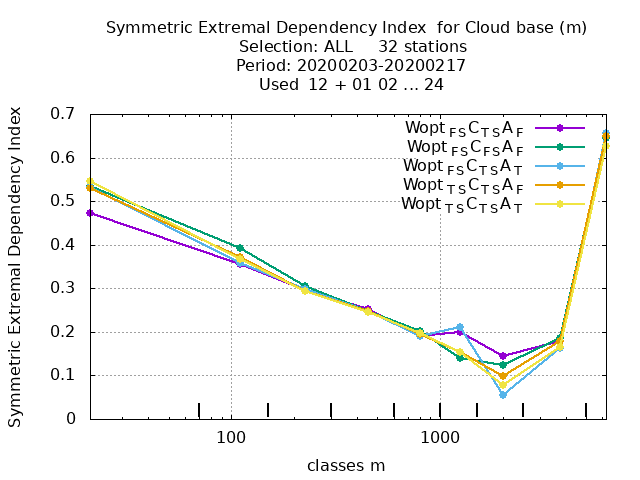 Symmetric Extremal Dependency Index for Cloud base (m)
Selection: ALL 32 stations
Period: 20200203-20200217
Used 12 + 01 02 ... 24
Symmetric Extremal Dependency Index
0.7
0.6
0.5
0.4
0.3
0.2
0.1
0
Wopt FS C TS A F
Wopt FS C FS A F
Wopt FS C TS A T
Wopt TS C TS A F
Wopt TS C TS A T
100 1000
classes m